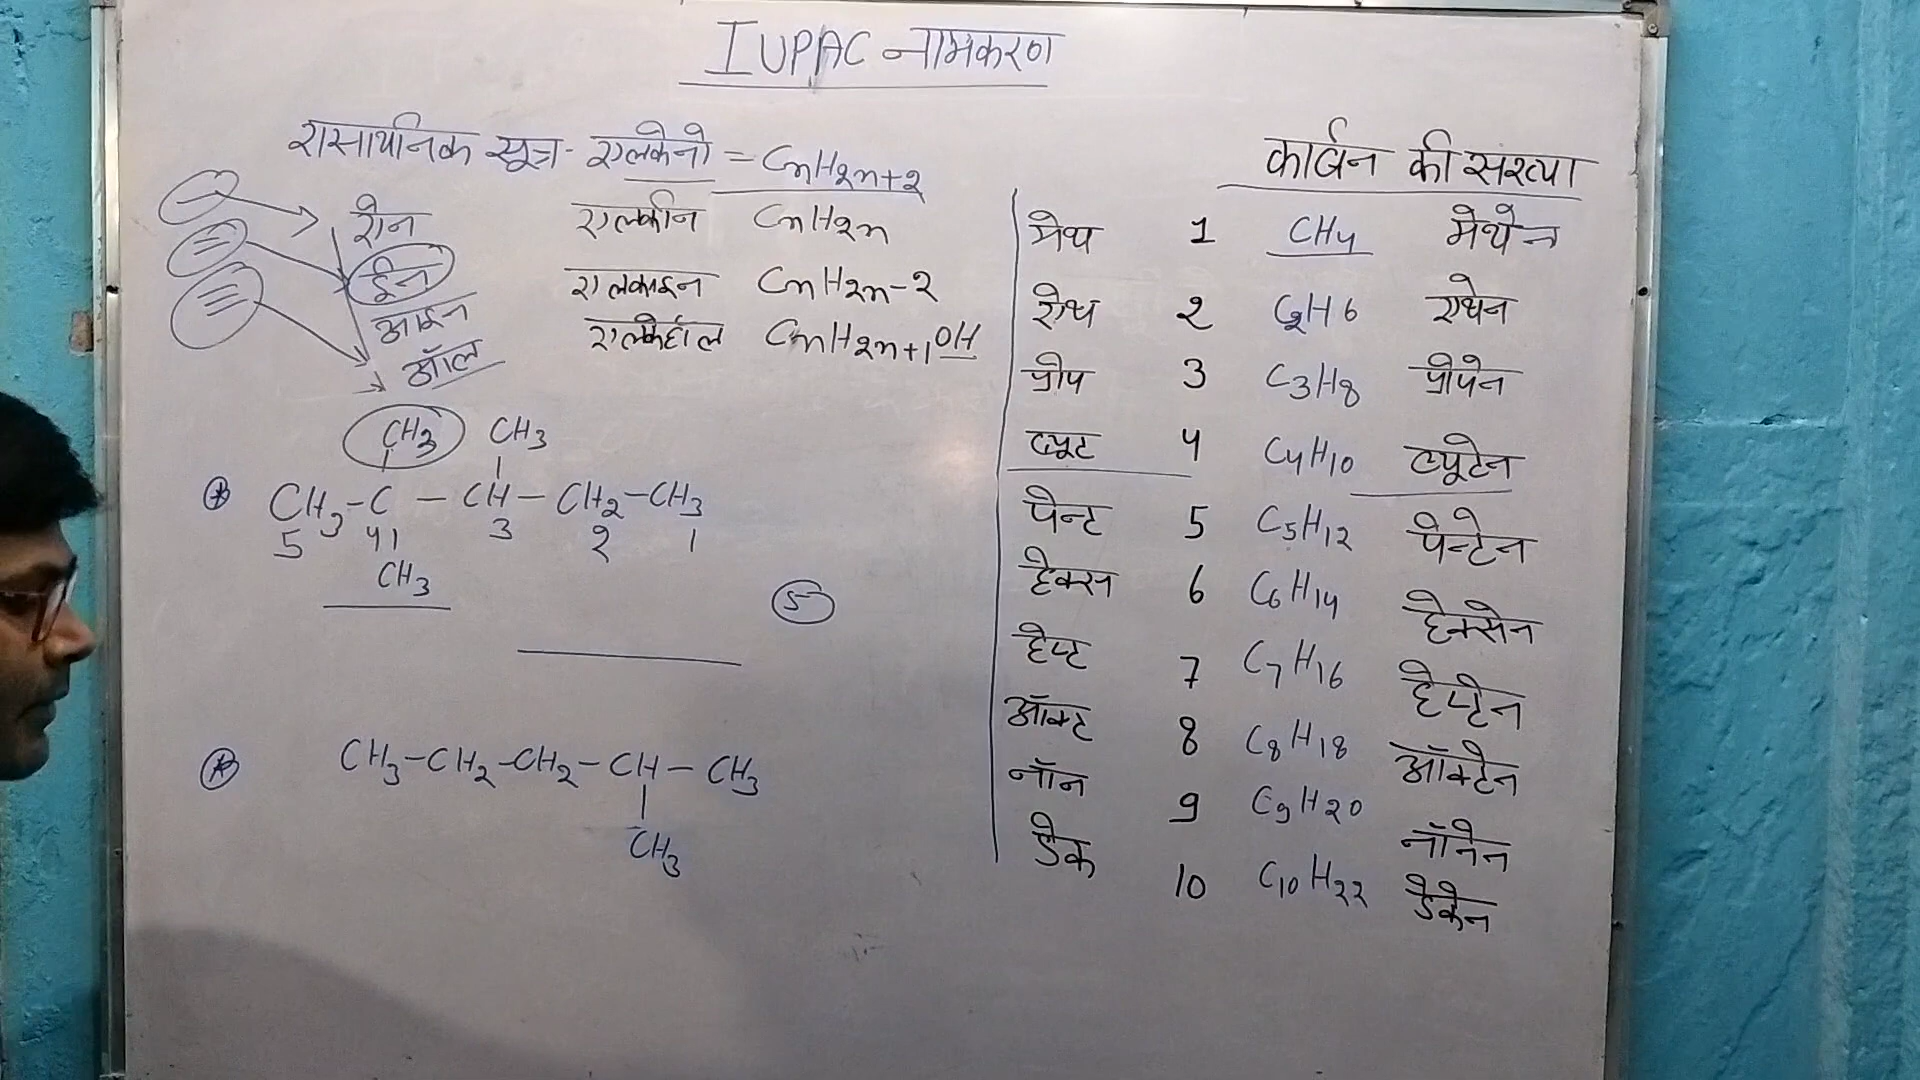 IUPAC नामकरण
रासायनिक सूत्र- एल्केनो = CnH2n+2
ऐन एल्कीन CnH2n
ईन एल्काइन CnH2n-2
आइन एल्कोहॉल CnH2n+1OH
ऑल
CH3 CH3
CH3-C-CH-CH2-CH3
5 4 3 2 1
CH3
5
CH3-CH2-CH2-CH-CH3
CH3
कार्बन की संख्या
मेथ 1 CH4 मेथेन
ऐथ 2 C2H6 एथेन
प्रोप 3 C3H8 प्रोपेन
ब्यूट 4 C4H10 ब्यूटेन
पेन्ट 5 C5H12 पेन्टेन
हेक्स 6 C6H14 हेक्सेन
हेप्ट 7 C7H16 हेप्टेन
ऑक्ट 8 C8H18 ऑक्टेन
नॉन 9 C9H20 नॉनेन
डेक 10 C10H22 डेकेन